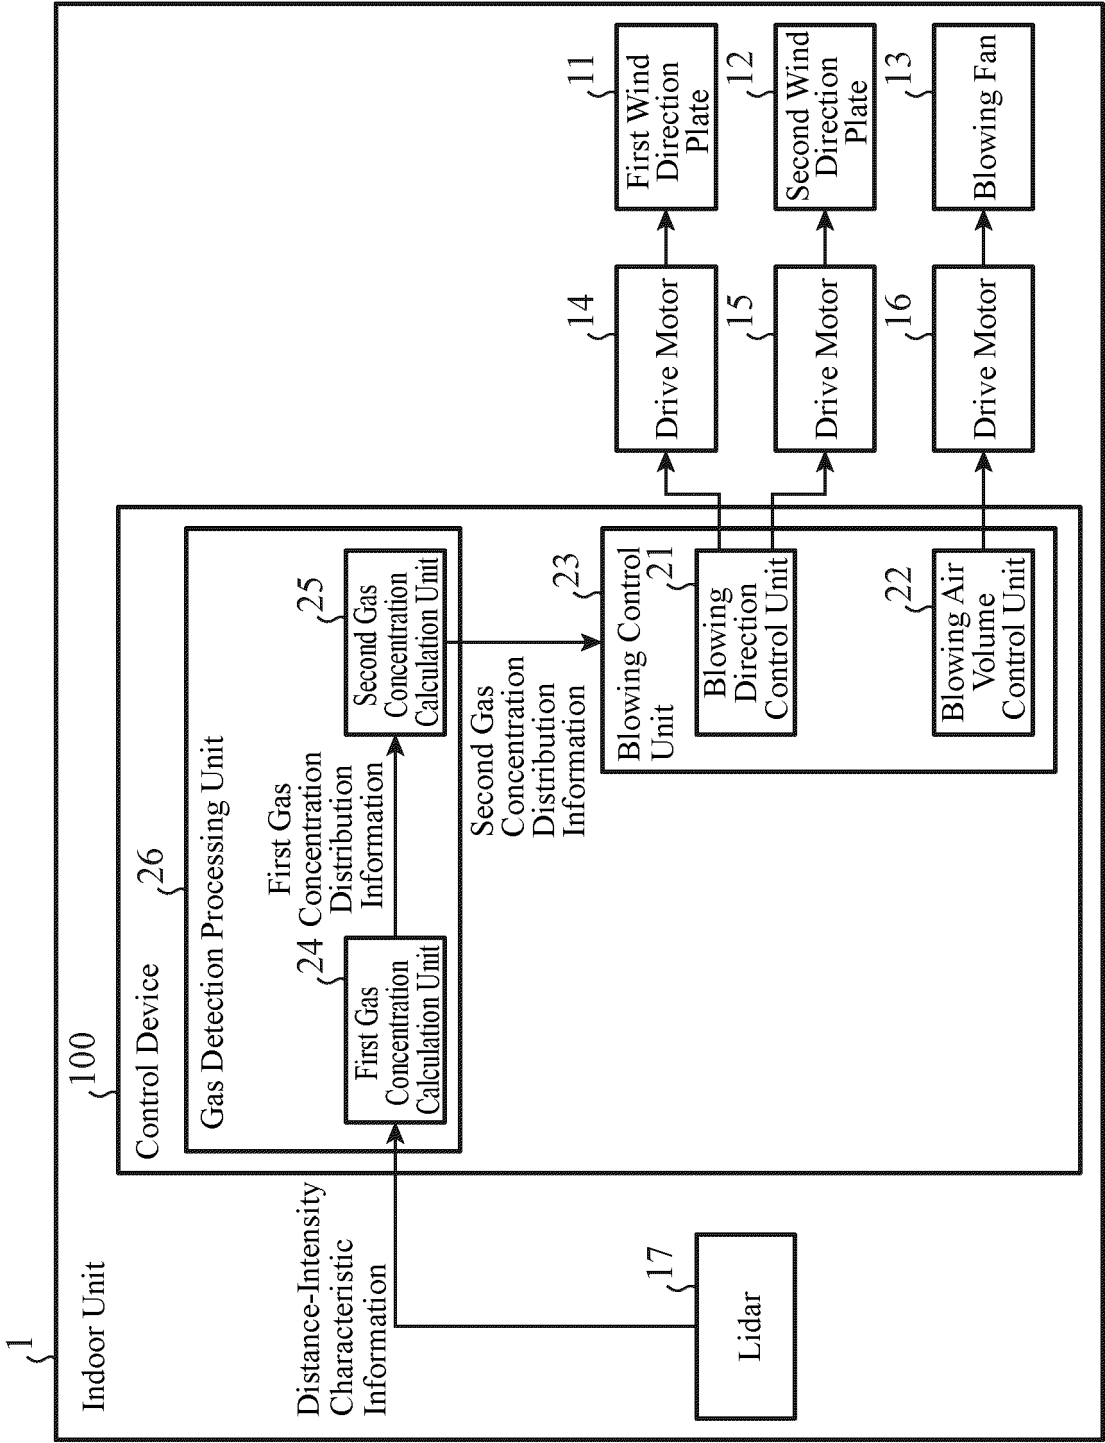 1
Indoor Unit
100
Control Device
26
Gas Detection Processing Unit
Distance-Intensity
Characteristic
Information
24
First Gas
Concentration
Calculation Unit
First Gas
Concentration
Distribution
Information
25
Second Gas
Concentration
Calculation Unit
Second Gas
Concentration
Distribution
Information
17
Lidar
23
Blowing Control
Unit
21
Blowing
Direction
Control Unit
22
Blowing Air
Volume
Control Unit
14
Drive Motor
11
First Wind
Direction
Plate
15
Drive Motor
12
Second Wind
Direction
Plate
16
Drive Motor
13
Blowing Fan